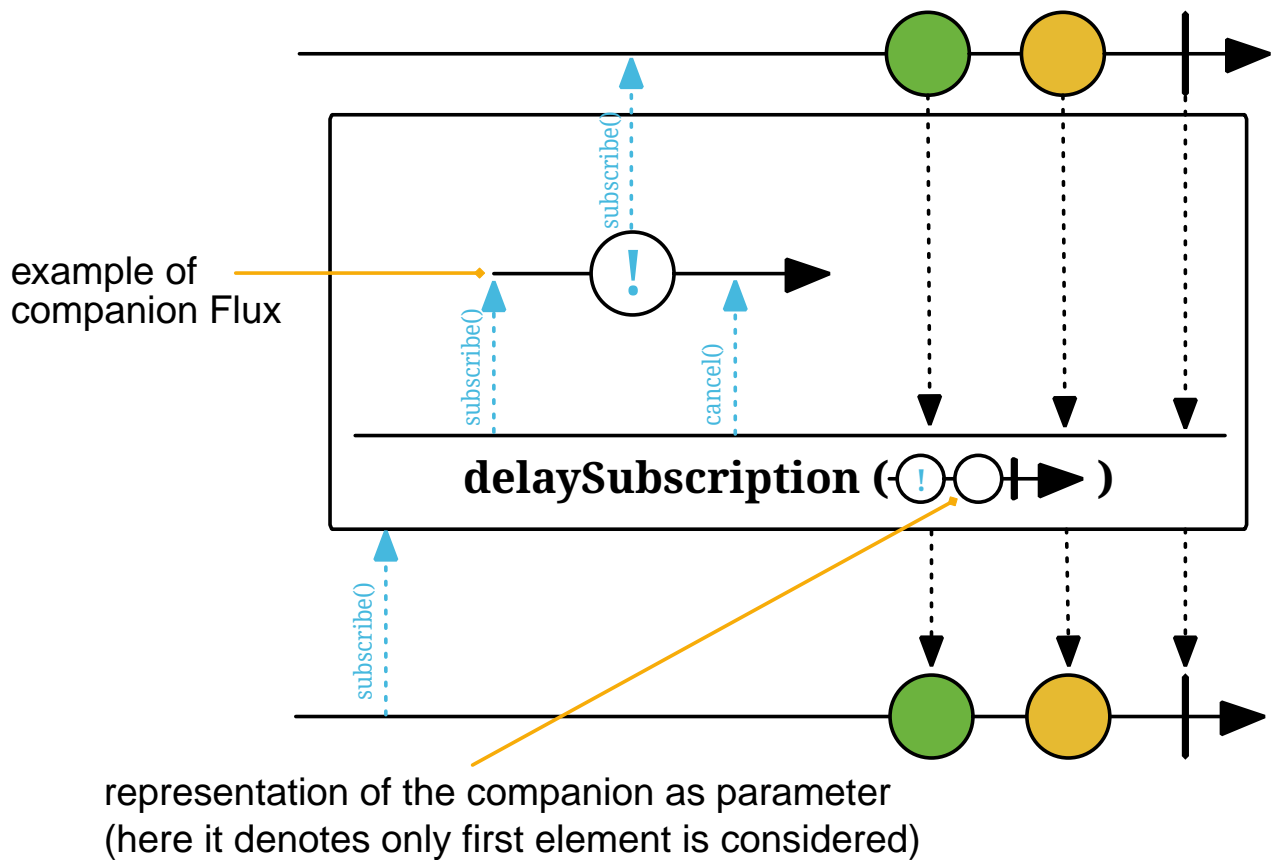 subscribe()
example of
companion Flux
!
subscribe()
cancel()
delaySubscription ( ! )
subscribe()
representation of the companion as parameter
(here it denotes only first element is considered)